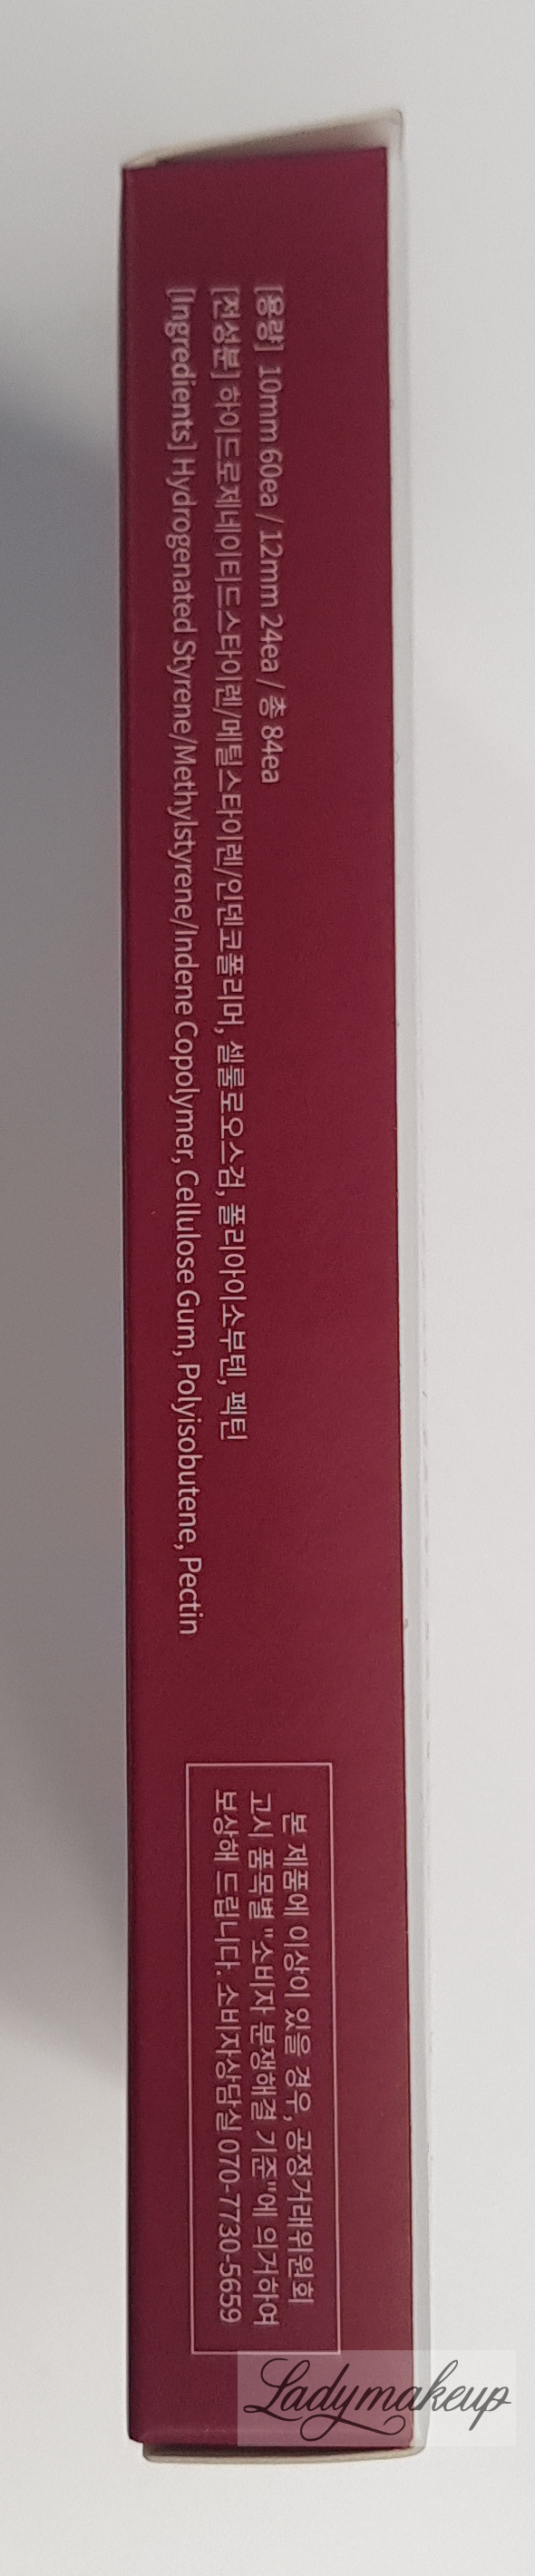 [용량] 10mm 60ea / 12mm 24ea / 총 84ea
[전성분] 하이드로제네이티드스타이렌/메틸스타이렌/인덴코폴리머, 셀룰로오스검, 폴리아이소부텐, 펙틴
[Ingredients] Hydrogenated Styrene/Methylstyrene/Indene Copolymer, Cellulose Gum, Polyisobutene, Pectin
본 제품에 이상이 있을 경우, 공정거래위원회
고시 품목별 "소비자 분쟁해결 기준"에 의거하여
보상해 드립니다. 소비자상담실 070-7730-5659
Ladymakeup